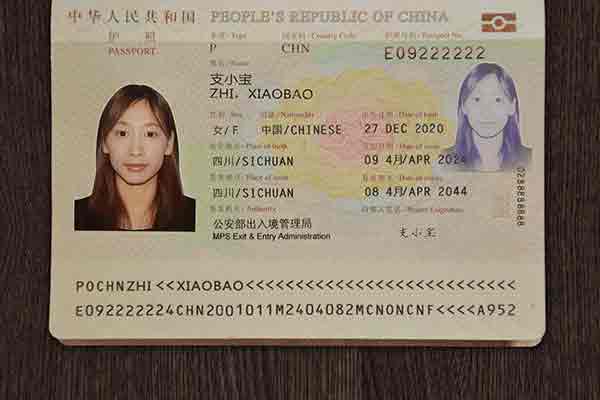 中华人民共和国 PEOPLE'S REPUBLIC OF CHINA
护照
PASSPORT
类型/Type 国家码/Country Code 护照号码/Passport No.
P CHN E09222222
姓名/Name
支小宝
ZHI, XIAOBAO
性别/Sex 国籍/Nationality 出生日期/Date of birth
女/F 中国/CHINESE 27 DEC 2020
出生地点/Place of birth 签发日期/Date of issue
四川/SICHUAN 09 4月/APR 2024
签发地点/Place of issue 有效期至/Date of expiry
四川/SICHUAN 08 4月/APR 2044
签发机关/Authority 持照人签名/Bearer's signature
公安部出入境管理局
MPS Exit & Entry Administration
支小宝
POCHNZHI<<XIAOBAO<<<<<<<<<<<<<<<<<<<<<<<<<<<
E092222224CHN2001011M2404082MCNONCNF<<<<A952